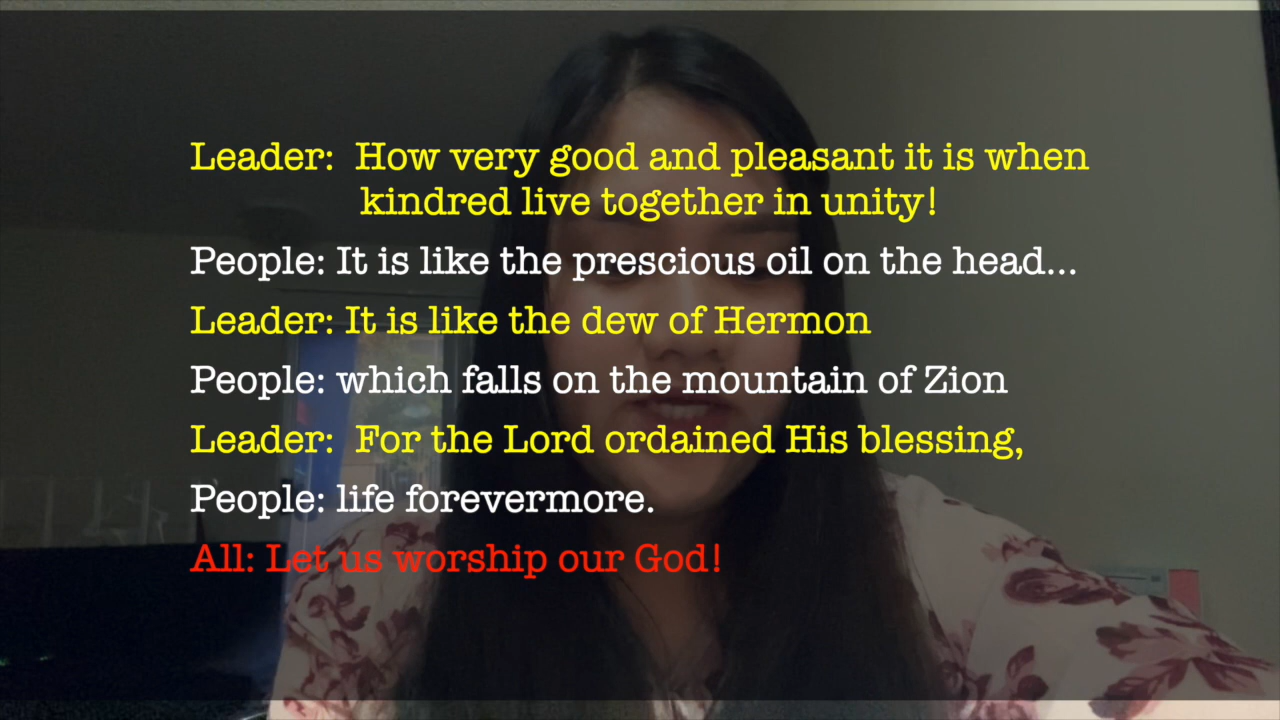 Leader: How very good and pleasant it is when
kindred live together in unity!
People: It is like the prescious oil on the head...
Leader: It is like the dew of Hermon
People: which falls on the mountain of Zion
Leader: For the Lord ordained His blessing,
People: life forevermore.
All: Let us worship our God!